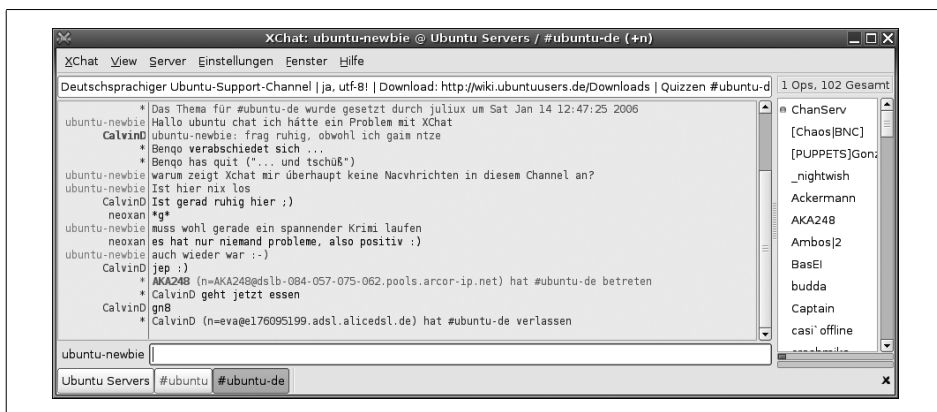 XChat: ubuntu-newbie @ Ubuntu Servers / #ubuntu-de (+n)
XChat View Server Einstellungen Fenster Hilfe
Deutschsprachiger Ubuntu-Support-Channel | ja, utf-8! | Download: http://wiki.ubuntuusers.de/Downloads | Quizzen #ubuntu-d
1 Ops, 102 Gesamt
* Das Thema für #ubuntu-de wurde gesetzt durch juliux um Sat Jan 14 12:47:25 2006
ubuntu-newbie Hallo ubuntu chat ich hátte ein Problem mit XChat
CalvinD ubuntu-newbie: frag ruhig, obwohl ich gaim ntze
* Benqo verabschiedet sich ...
* Benqo has quit ("... und tschüß")
ubuntu-newbie warum zeigt Xchat mir überhaupt keine Nacvhrichten in diesem Channel an?
ubuntu-newbie Ist hier nix los
CalvinD Ist gerad ruhig hier ;)
neoxan *g*
ubuntu-newbie muss wohl gerade ein spannender Krimi laufen
neoxan es hat nur niemand probleme, also positiv :)
ubuntu-newbie auch wieder war :-)
CalvinD jep :)
* AKA248 (n=AKA248@dslb-084-057-075-062.pools.arcor-ip.net) hat #ubuntu-de betreten
* CalvinD geht jetzt essen
CalvinD gn8
* CalvinD (n=eva@e176095199.adsl.alicedsl.de) hat #ubuntu-de verlassen
ChanServ
[Chaos|BNC]
[PUPPETS]Gonz
_nightwish
Ackermann
AKA248
Ambos|2
BasEI
budda
Captain
casi`offline
ubuntu-newbie
Ubuntu Servers #ubuntu #ubuntu-de